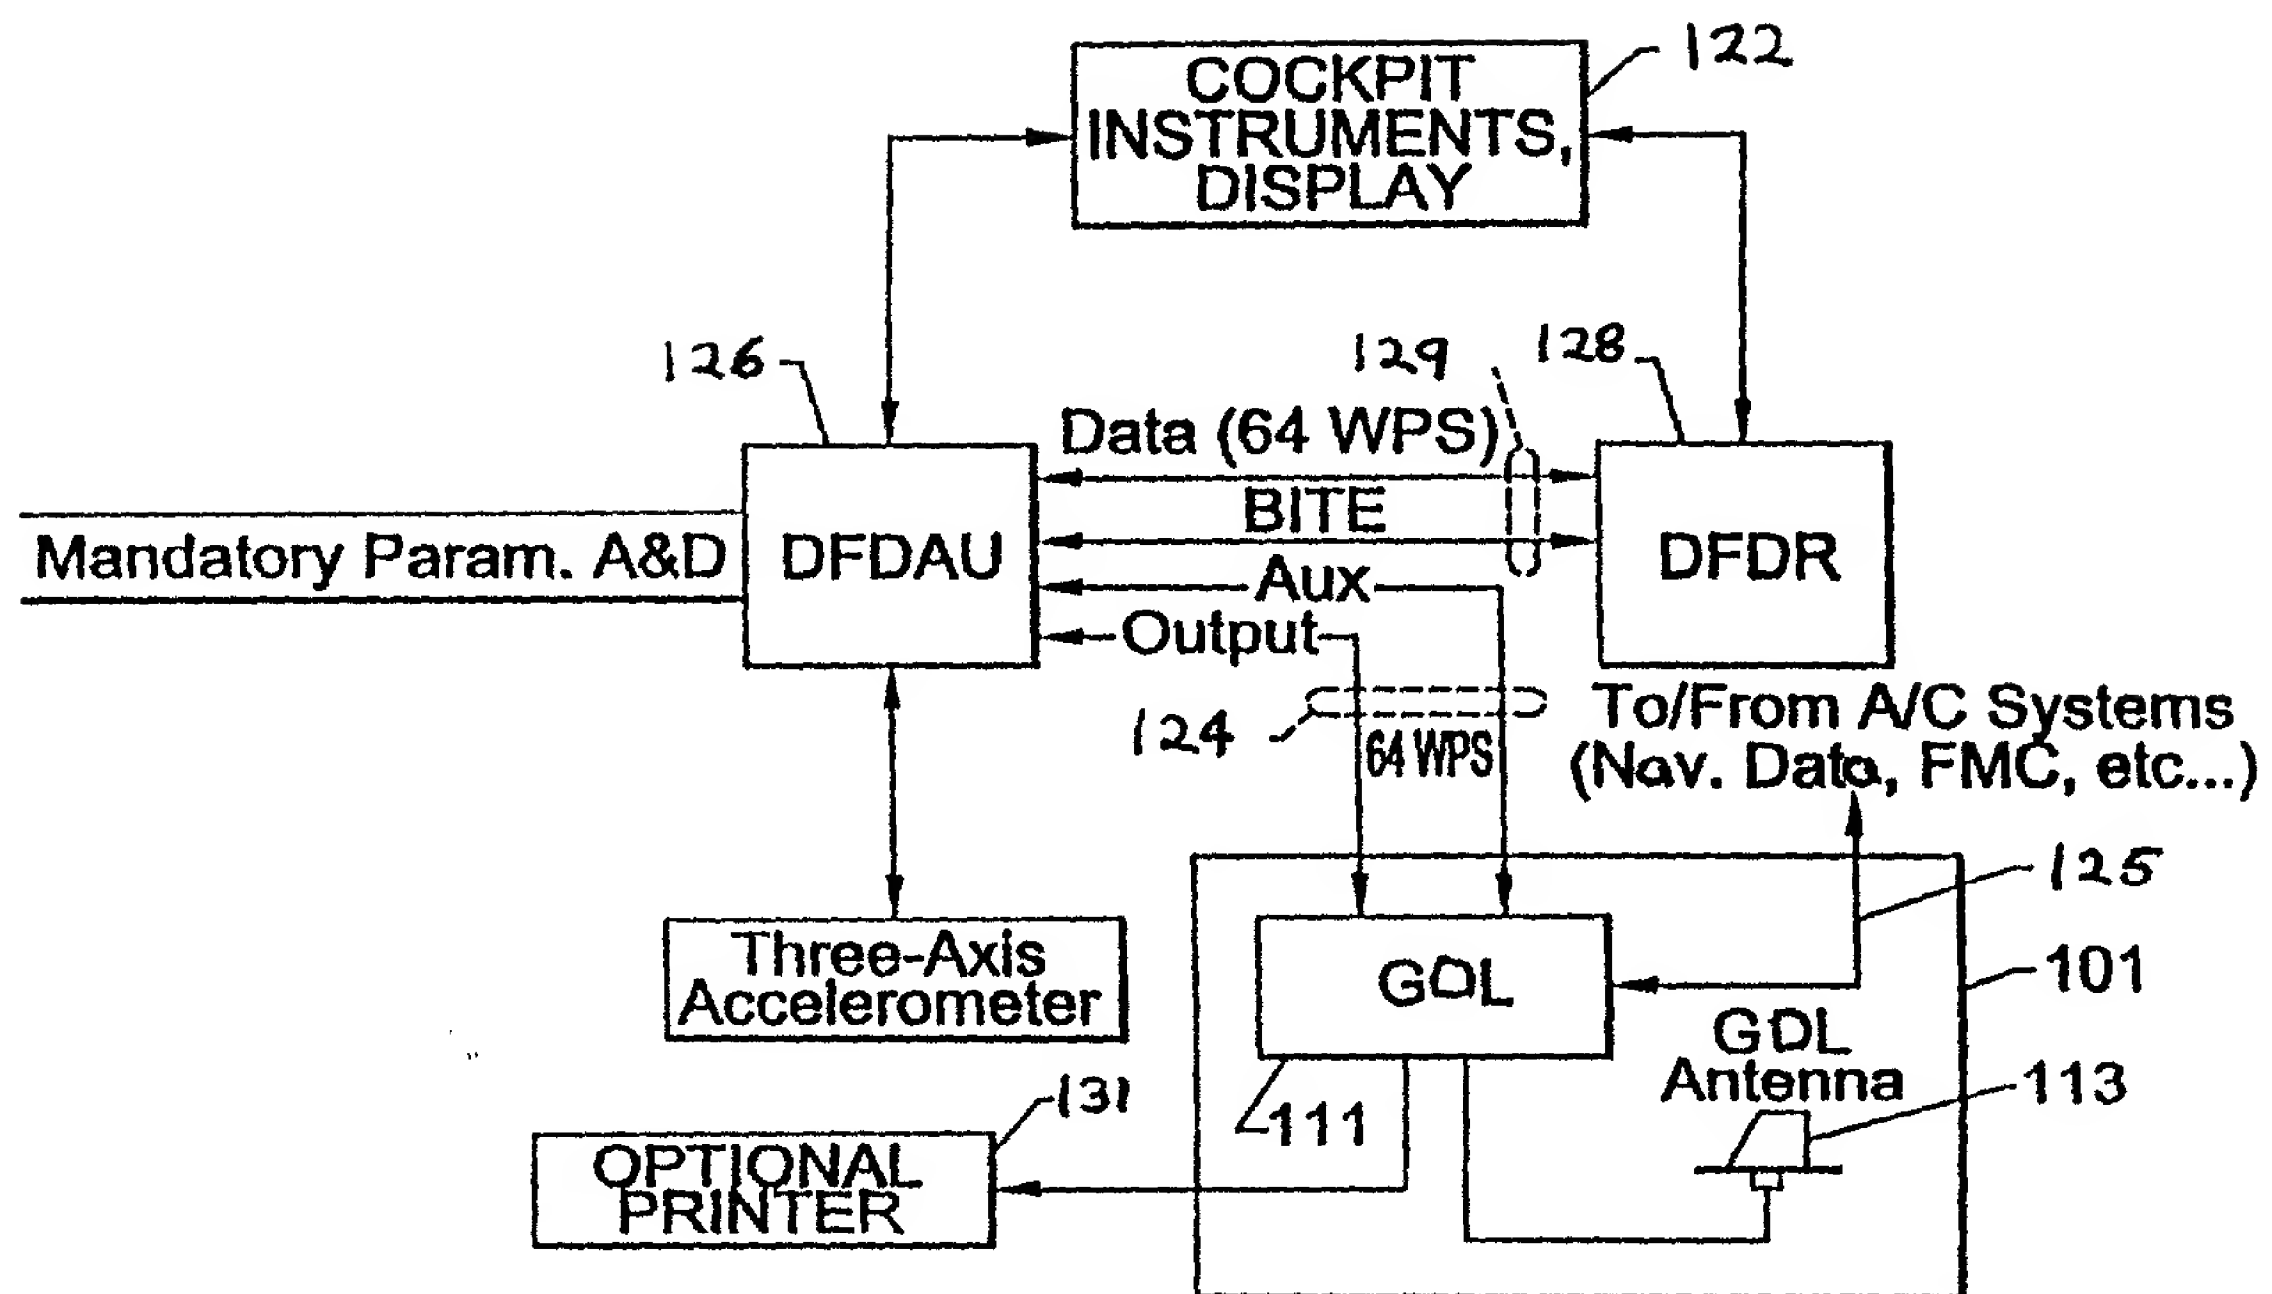 COCKPIT
INSTRUMENTS,
DISPLAY
122
126
129
128
Data (64 WPS)
BITE
Mandatory Param. A&D
DFDAU
DFDR
Aux
Output
124
64 WPS
To/From A/C Systems
(Nav. Data, FMC, etc...)
125
Three-Axis
Accelerometer
GDL
101
GDL
Antenna
113
131
111
OPTIONAL
PRINTER